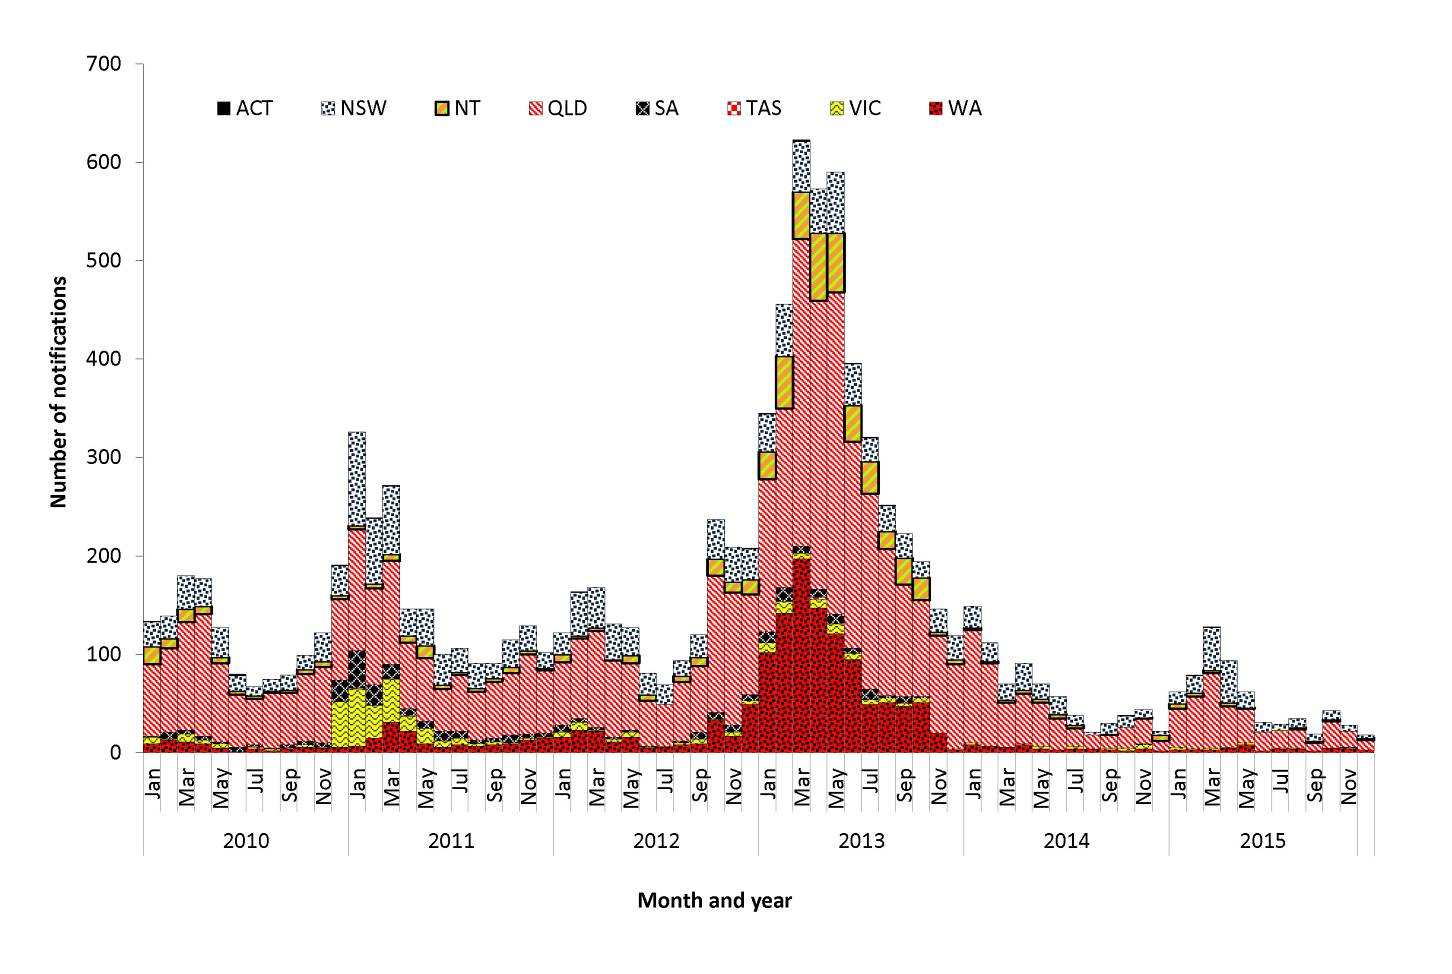 700
600
500
400
300
200
100
0
Number of notifications
ACT NSW NT QLD SA TAS VIC WA
Jan Mar May Jul Sep Nov Jan Mar May Jul Sep Nov Jan Mar May Jul Sep Nov Jan Mar May Jul Sep Nov Jan Mar May Jul Sep Nov Jan Mar May Jul Sep Nov
2010 2011 2012 2013 2014 2015
Month and year